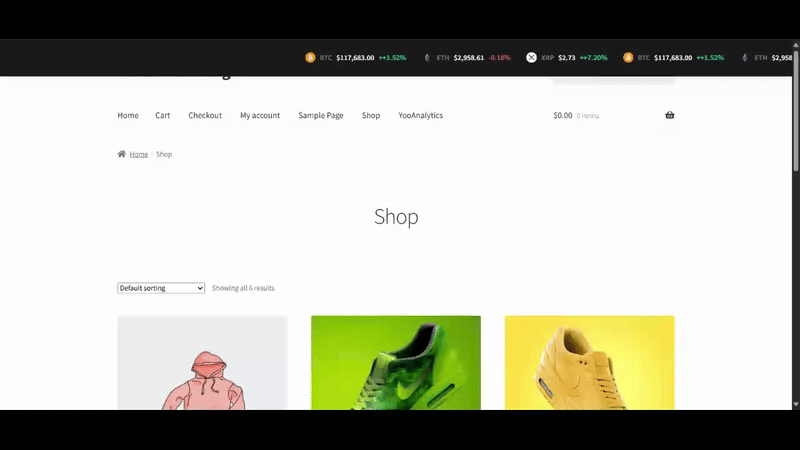 BTC $117,683.00 ++1.52% ETH $2,958.61 -0.16% XRP $2.73 ++7.20% BTC $117,683.00 ++1.52% ETH $2,958
Home Cart Checkout My account Sample Page Shop YooAnalytics $0.00 0 items
Home Shop
Shop
Default sorting Showing all 6 results